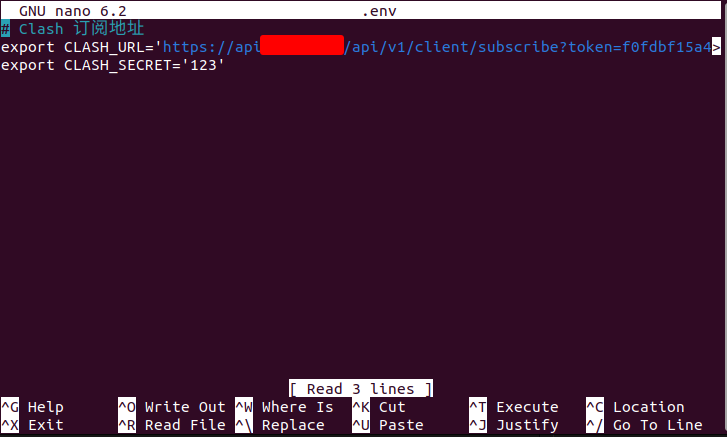 GNU nano 6.2 .env
# Clash 订阅地址
export CLASH_URL='https://api /api/v1/client/subscribe?token=f0fdbf15a4>
export CLASH_SECRET='123'
[ Read 3 lines ]
^G Help ^O Write Out ^W Where Is ^K Cut ^T Execute ^C Location
^X Exit ^R Read File ^\ Replace ^U Paste ^J Justify ^/ Go To Line